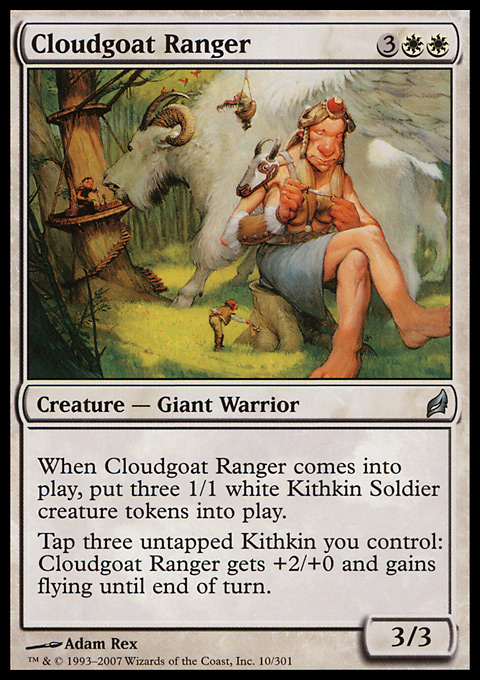 Cloudgoat Ranger 3
Creature — Giant Warrior
When Cloudgoat Ranger comes into
play, put three 1/1 white Kithkin Soldier
creature tokens into play.
Tap three untapped Kithkin you control:
Cloudgoat Ranger gets +2/+0 and gains
flying until end of turn.
Adam Rex
3/3
™ & © 1993–2007 Wizards of the Coast, Inc. 10/301